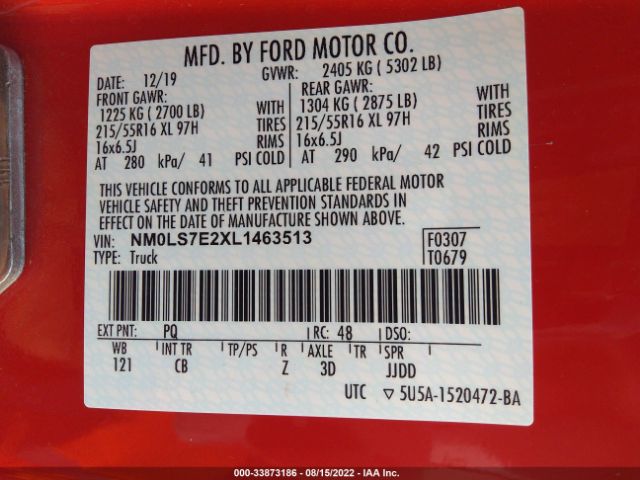 MFD. BY FORD MOTOR CO.
DATE: 12/19 GVWR: 2405 KG ( 5302 LB)
FRONT GAWR: REAR GAWR:
1225 KG ( 2700 LB) WITH 1304 KG ( 2875 LB) WITH
215/55R16 XL 97H TIRES 215/55R16 XL 97H TIRES
16x6.5J RIMS 16x6.5J RIMS
AT 280 kPa/ 41 PSI COLD AT 290 kPa/ 42 PSI COLD
THIS VEHICLE CONFORMS TO ALL APPLICABLE FEDERAL MOTOR
VEHICLE SAFETY AND THEFT PREVENTION STANDARDS IN
EFFECT ON THE DATE OF MANUFACTURE SHOWN ABOVE.
VIN: NM0LS7E2XL1463513 F0307
TYPE: Truck T0679
EXT PNT: PQ RC: 48 DSO:
WB INT TR TP/PS R AXLE TR SPR
121 CB Z 3D JJDD
UTC ▽ 5U5A-1520472-BA
000-33873186 - 08/15/2022 - IAA Inc.